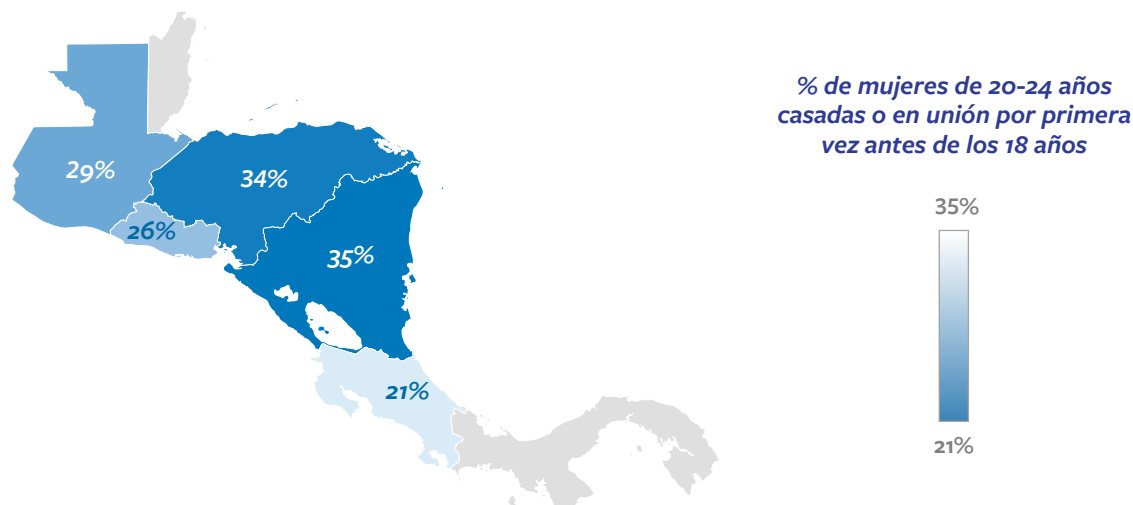 % de mujeres de 20-24 años
casadas o en unión por primera
vez antes de los 18 años
29%
34%
26%
35%
21%
35%
21%